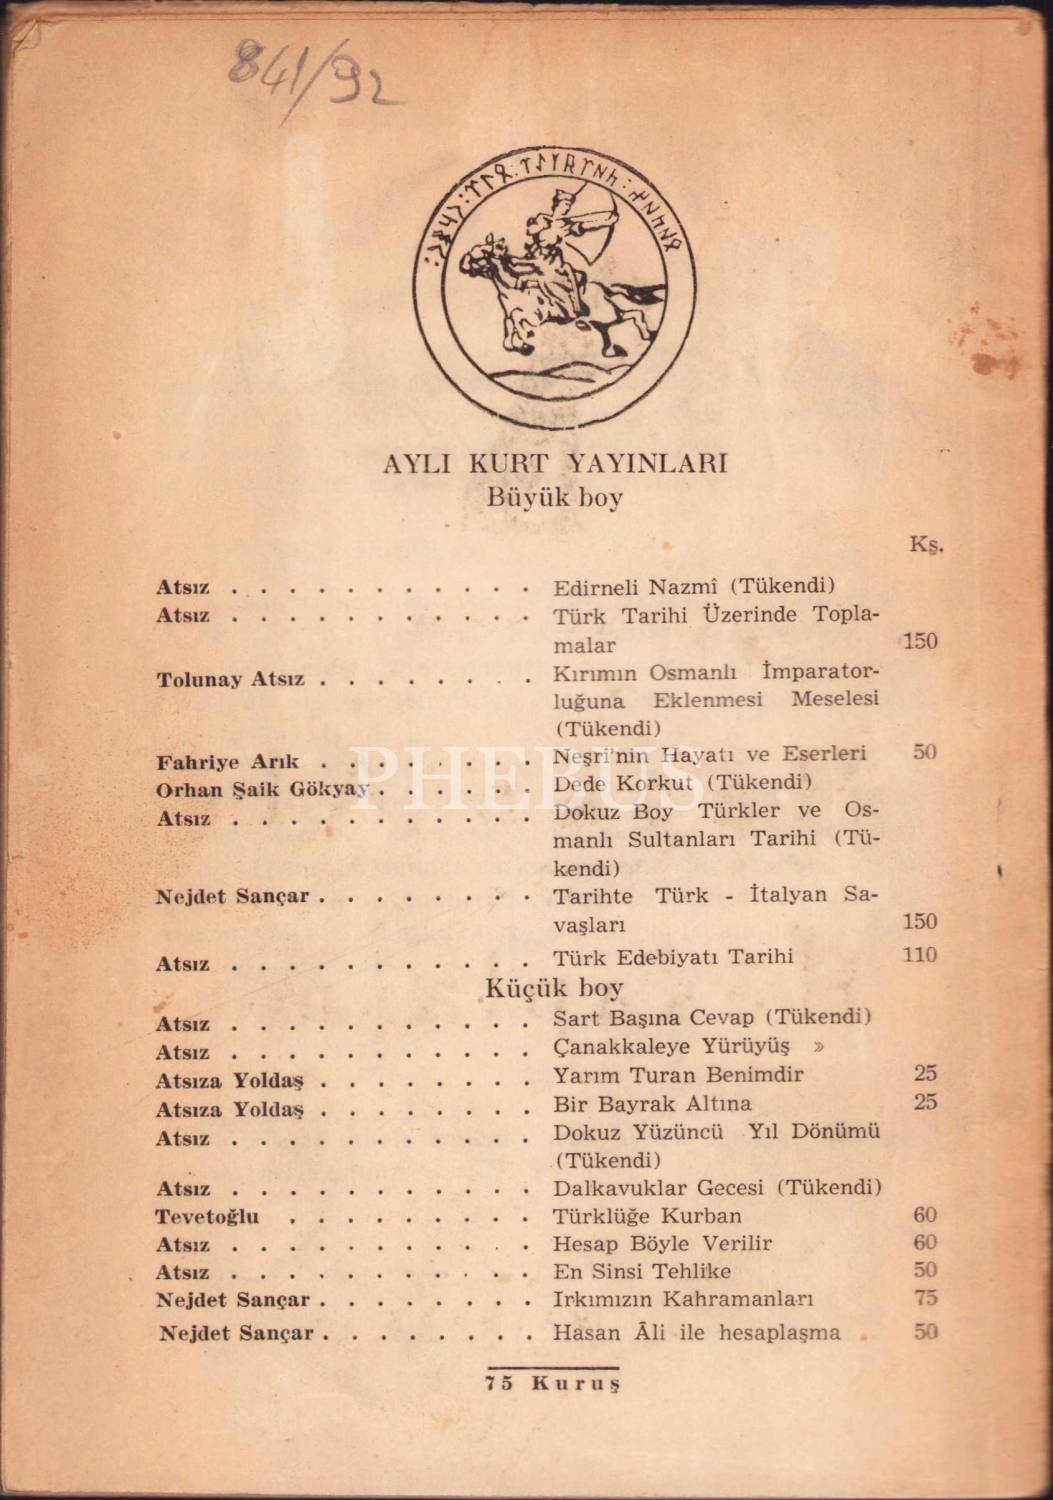 841/92
AYLI KURT YAYINLARI
Büyük boy
Kş.
Atsız . . . . . . . . . . . Edirneli Nazmî (Tükendi)
Atsız . . . . . . . . . . . Türk Tarihi Üzerinde Topla-
malar 150
Tolunay Atsız . . . . . . . . Kırımın Osmanlı İmparator-
luğuna Eklenmesi Meselesi
(Tükendi)
Fahriye Arık . . . . . . . . Neşri'nin Hayatı ve Eserleri 50
Orhan Şaik Gökyay . . . . . . Dede Korkut (Tükendi)
Atsız . . . . . . . . . . . Dokuz Boy Türkler ve Os-
manlı Sultanları Tarihi (Tü-
kendi)
Nejdet Sançar . . . . . . . . Tarihte Türk - İtalyan Sa-
vaşları 150
Atsız . . . . . . . . . . . Türk Edebiyatı Tarihi 110
Küçük boy
Atsız . . . . . . . . . . . Sart Başına Cevap (Tükendi)
Atsız . . . . . . . . . . . Çanakkaleye Yürüyüş »
Atsıza Yoldaş . . . . . . . . Yarım Turan Benimdir 25
Atsıza Yoldaş . . . . . . . . Bir Bayrak Altına 25
Atsız . . . . . . . . . . . Dokuz Yüzüncü Yıl Dönümü
(Tükendi)
Atsız . . . . . . . . . . . Dalkavuklar Gecesi (Tükendi)
Tevetoğlu . . . . . . . . . Türklüğe Kurban 60
Atsız . . . . . . . . . . . Hesap Böyle Verilir 60
Atsız . . . . . . . . . . . En Sinsi Tehlike 50
Nejdet Sançar . . . . . . . . Irkımızın Kahramanları 75
Nejdet Sançar . . . . . . . . Hasan Âli ile hesaplaşma . 50
75 Kuruş
PHEBUS